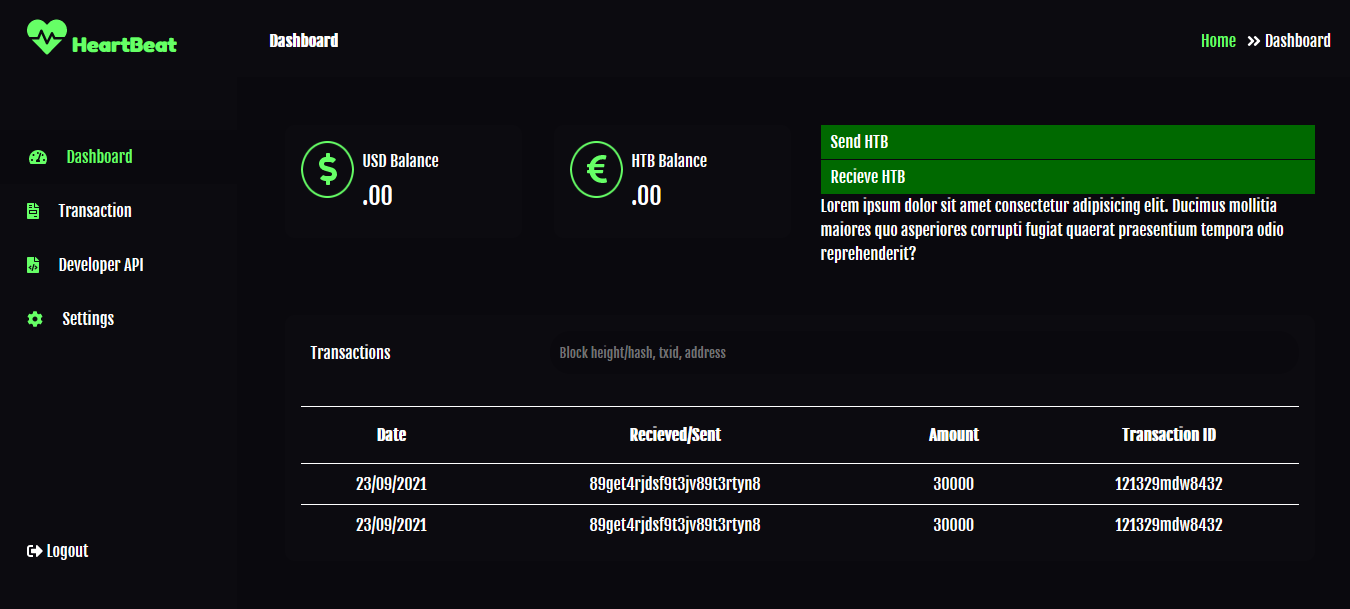 HeartBeat
Dashboard
Home » Dashboard
Dashboard
Transaction
Developer API
Settings
Logout
$ USD Balance
.00
€ HTB Balance
.00
Send HTB
Recieve HTB
Lorem ipsum dolor sit amet consectetur adipisicing elit. Ducimus mollitia
maiores quo asperiores corrupti fugiat quaerat praesentium tempora odio
reprehenderit?
Transactions
Block height/hash, txid, address
Date Recieved/Sent Amount Transaction ID
23/09/2021 89get4rjdsf9t3jv89t3rtyn8 30000 121329mdw8432
23/09/2021 89get4rjdsf9t3jv89t3rtyn8 30000 121329mdw8432